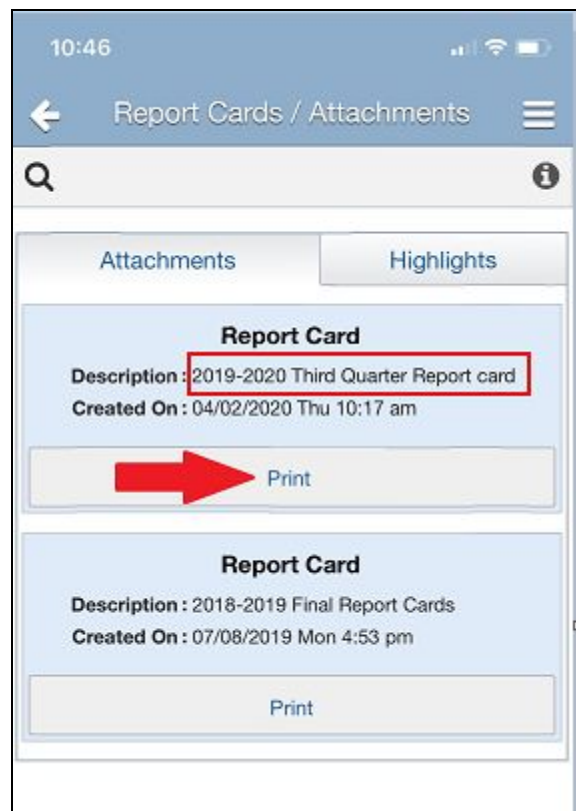 10:46
Report Cards / Attachments
Attachments Highlights
Report Card
Description : 2019-2020 Third Quarter Report card
Created On : 04/02/2020 Thu 10:17 am
Print
Report Card
Description : 2018-2019 Final Report Cards
Created On : 07/08/2019 Mon 4:53 pm
Print